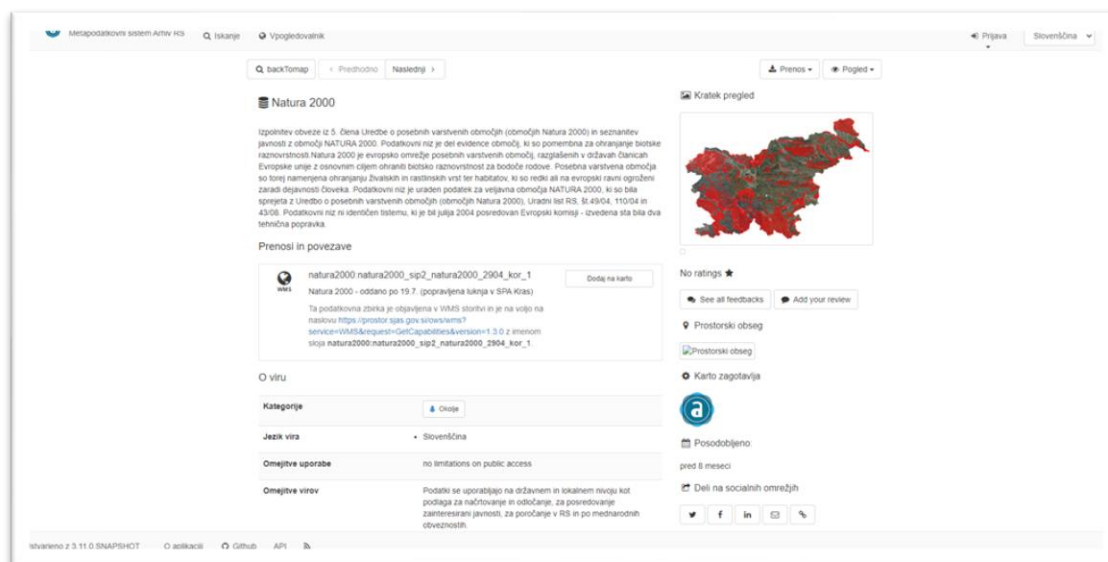 Metapodatkovni sistem Arhiv RS
Iskanje
Vpogledovalnik
Prijava
Slovenščina
backTomap
Predhodno
Naslednji
Prenos
Pogled
Natura 2000
Izpolnitev obveze iz 5. člena Uredbe o posebnih varstvenih območjih (območjih Natura 2000) in seznanitev
javnosti z območji NATURA 2000. Podatkovni niz je del evidence območij, ki so pomembna za ohranjanje biotske
raznovrstnosti.Natura 2000 je evropsko omrežje posebnih varstvenih območij, razglašenih v državah članicah
Evropske unije z osnovnim ciljem ohraniti biotsko raznovrstnost za bodoče rodove. Posebna varstvena območja
so torej namenjena ohranjanju živalskih in rastlinskih vrst ter habitatov, ki so redki ali na evropski ravni ogroženi
zaradi dejavnosti človeka. Podatkovni niz je uraden podatek za veljavna območja NATURA 2000, ki so bila
sprejeta z Uredbo o posebnih varstvenih območjih (območjih Natura 2000), Uradni list RS, št.49/04, 110/04 in
43/08. Podatkovni niz ni identičen tistemu, ki je bil julija 2004 posredovan Evropski komisiji - izvedena sta bila dva
tehnična popravka.
Prenosi in povezave
WMS
natura2000:natura2000_sip2_natura2000_2904_kor_1
Dodaj na karto
Natura 2000 - oddano po 19.7. (popravljena luknja v SPA Kras)
Ta podatkovna zbirka je objavljena v WMS storitvi in je na voljo na
naslovu https://prostor.sjas.gov.si/ows/wms?
service=WMS&request=GetCapabilities&version=1.3.0 z imenom
sloja natura2000:natura2000_sip2_natura2000_2904_kor_1.
O viru
Kategorije
Okolje
Jezik vira
• Slovenščina
Omejitve uporabe
no limitations on public access
Omejitve virov
Podatki se uporabljajo na državnem in lokalnem nivoju kot
podlaga za načrtovanje in odločanje, za posredovanje
zainteresirani javnosti, za poročanje v RS in po mednarodnih
obveznostih.
Kratek pregled
No ratings
See all feedbacks
Add your review
Prostorski obseg
Prostorski obseg
Karto zagotavlja
a
Posodobljeno:
pred 8 meseci
Deli na socialnih omrežjih
stvarjeno z 3.11.0.SNAPSHOT
O aplikaciji
Github
API